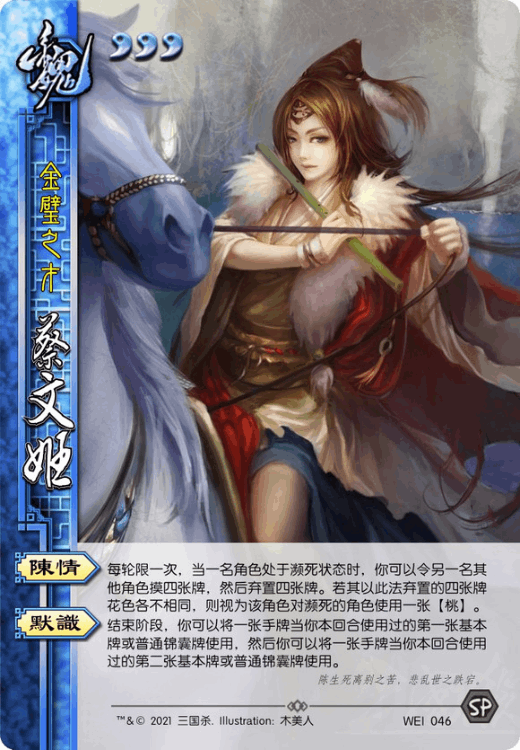 魏
金璧之才
蔡文姬
陳情
每轮限一次，当一名角色处于濒死状态时，你可以令另一名其
他角色摸四张牌，然后弃置四张牌。若其以此法弃置的四张牌
花色各不相同，则视为该角色对濒死的角色使用一张【桃】。
默識
结束阶段，你可以将一张手牌当你本回合使用过的第一张基本
牌或普通锦囊牌使用，然后你可以将一张手牌当你本回合使用
过的第二张基本牌或普通锦囊牌使用。
陈生死离别之苦，悲乱世之跌宕。
™&© 2021 三国杀. Illustration: 木美人
WEI 046
SP